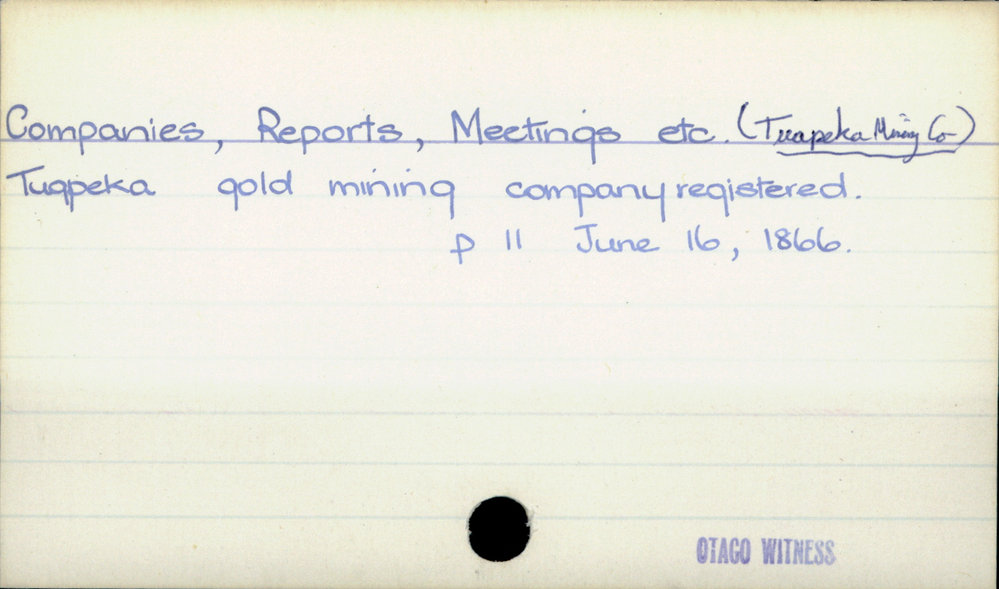 Companies, Reports, Meetings etc. (Tuapeka Mining Co)
Tuapeka gold mining company registered.
p 11 June 16, 1866.
OTAGO WITNESS